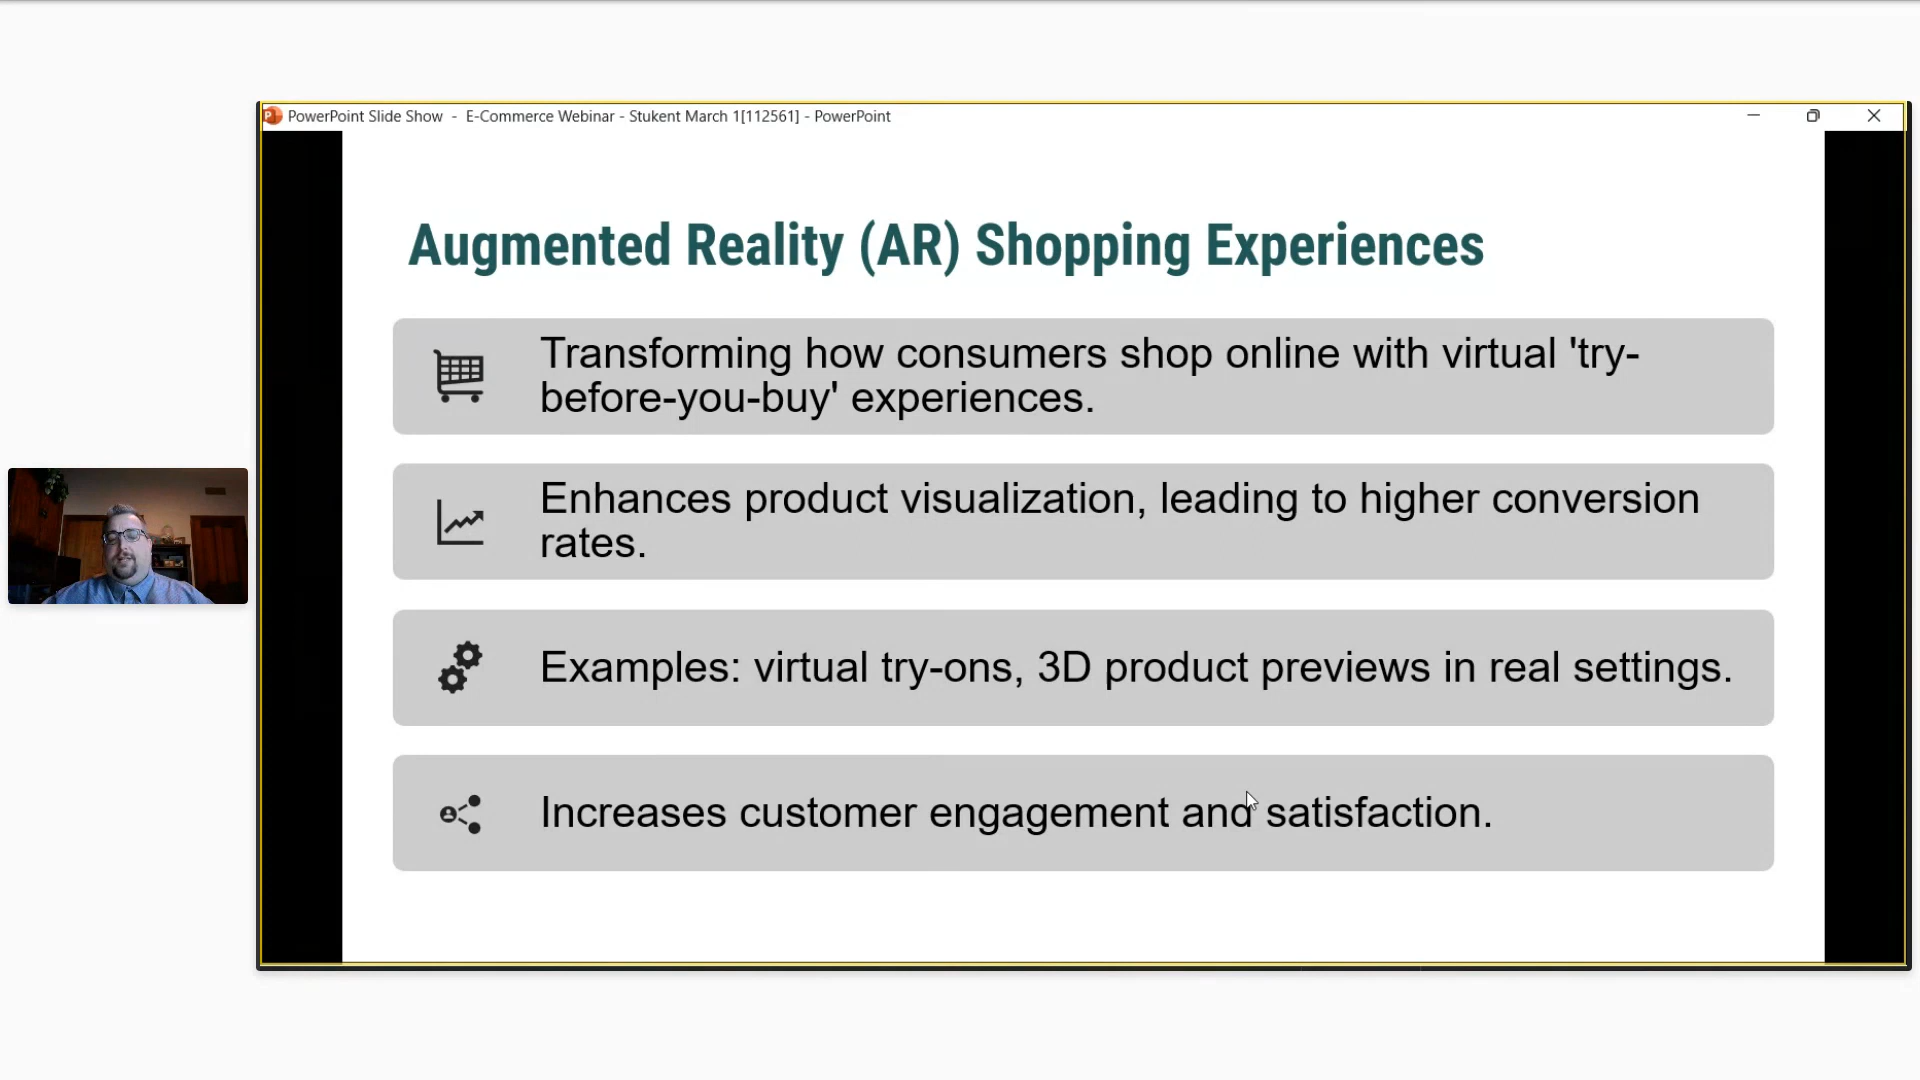 PowerPoint Slide Show - E-Commerce Webinar - Stukent March 1[112561] - PowerPoint
Augmented Reality (AR) Shopping Experiences
Transforming how consumers shop online with virtual 'try-
before-you-buy' experiences.
Enhances product visualization, leading to higher conversion
rates.
Examples: virtual try-ons, 3D product previews in real settings.
Increases customer engagement and satisfaction.